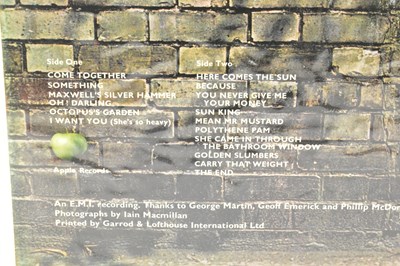 Side One
COME TOGETHER
SOMETHING
MAXWELL'S SILVER HAMMER
OH! DARLING
OCTOPUS'S GARDEN
I WANT YOU (She's so heavy)
Apple Records
Side Two
HERE COMES THE SUN
BECAUSE
YOU NEVER GIVE ME
YOUR MONEY
SUN KING
MEAN MR MUSTARD
POLYTHENE PAM
SHE CAME IN THROUGH
THE BATHROOM WINDOW
GOLDEN SLUMBERS
CARRY THAT WEIGHT
THE END
An E.M.I. recording. Thanks to George Martin, Geoff Emerick and Phillip McDon
Photographs by Iain Macmillan
Printed by Garrod & Lofthouse International Ltd